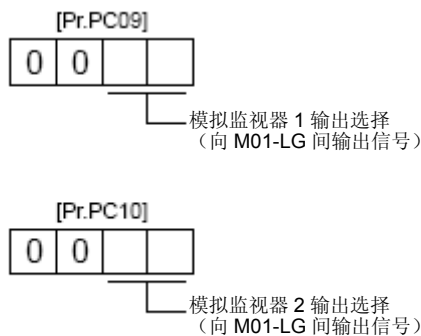 [Pr.PC09]
0 0
模拟监视器 1 输出选择
（向 M01-LG 间输出信号）
[Pr.PC10]
0 0
模拟监视器 2 输出选择
（向 M01-LG 间输出信号）